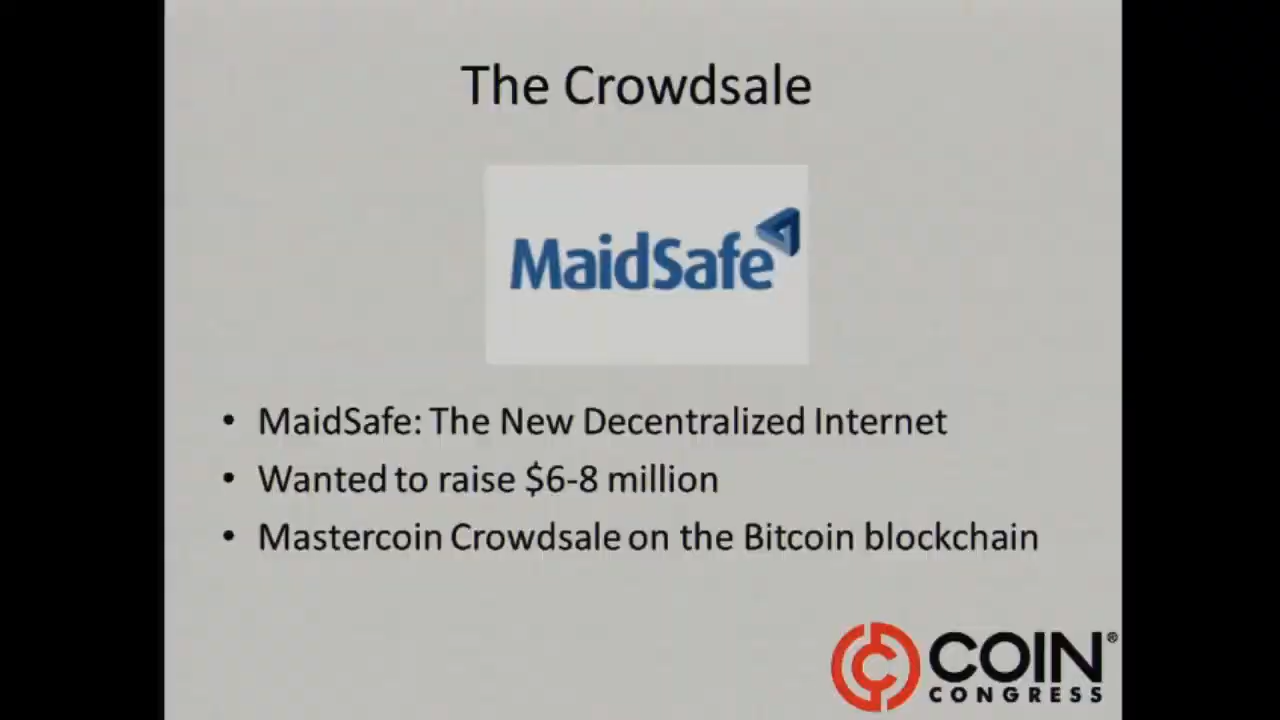 The Crowdsale
MaidSafe
• MaidSafe: The New Decentralized Internet
• Wanted to raise $6-8 million
• Mastercoin Crowdsale on the Bitcoin blockchain
COIN®
CONGRESS